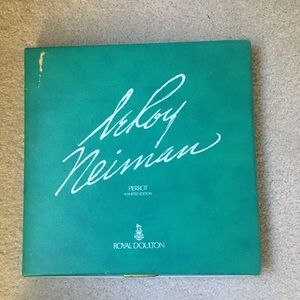 LeRoy
Neiman
PIERROT
A LIMITED EDITION
ROYAL DOULTON